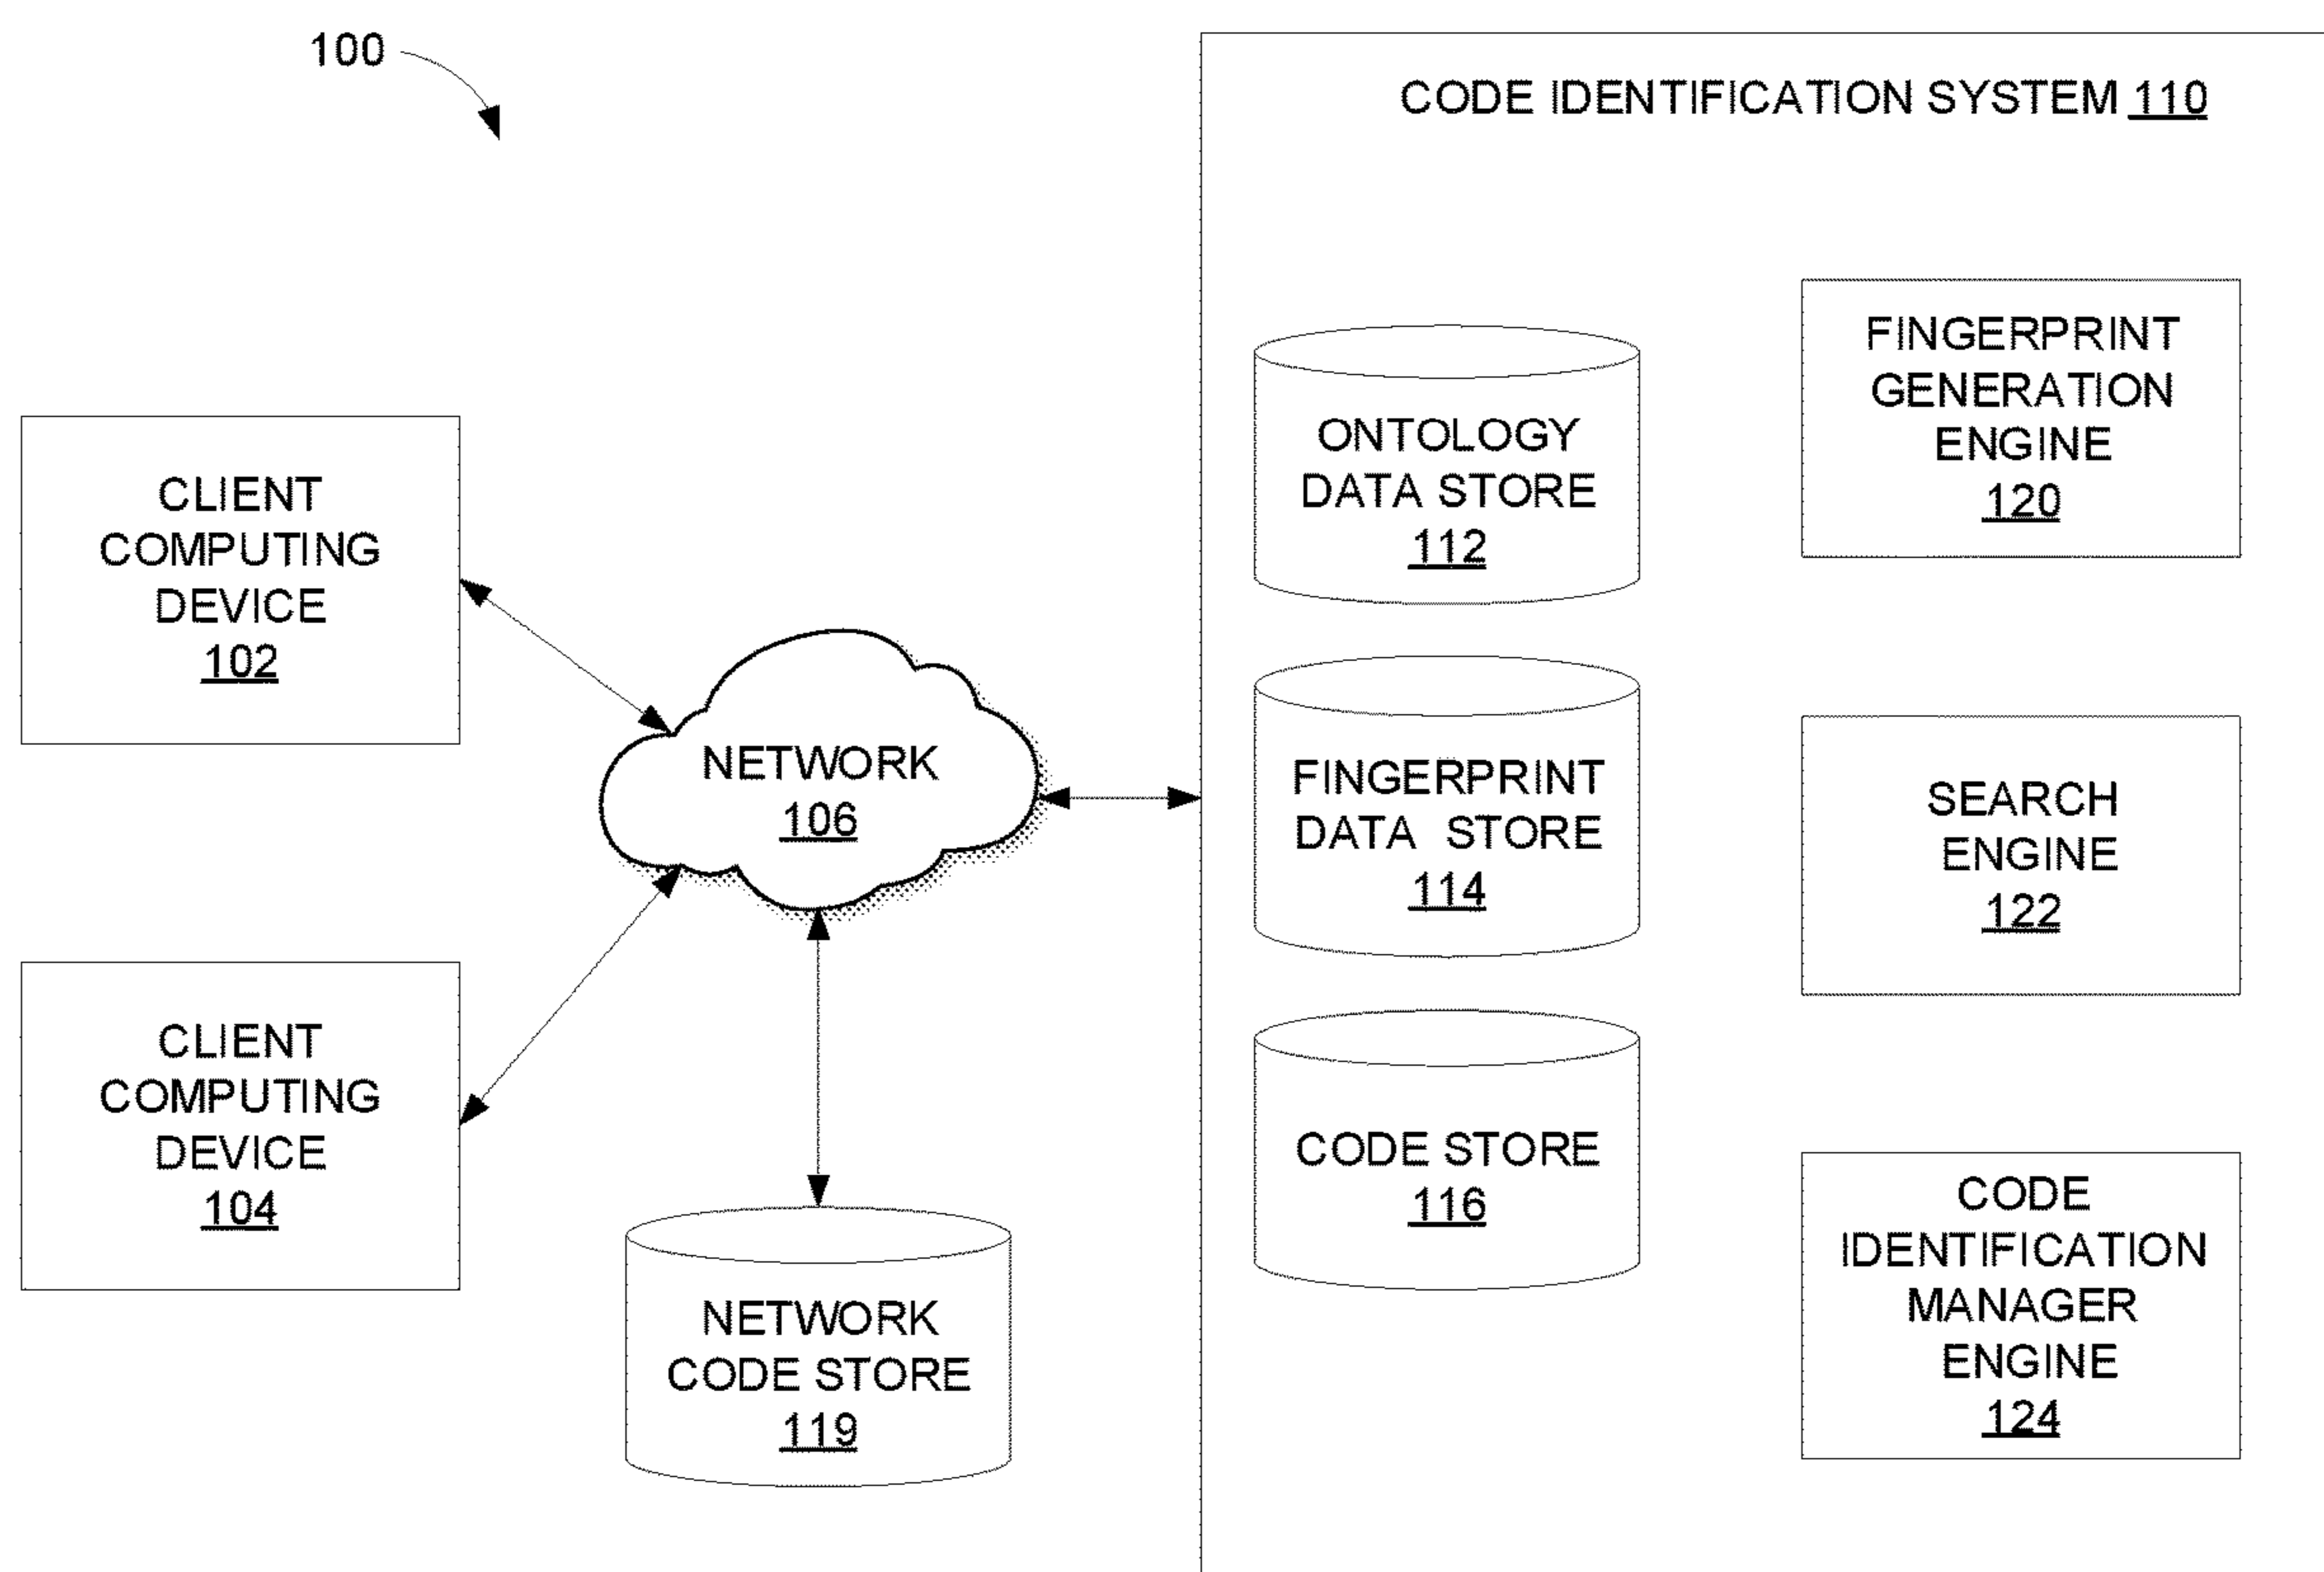 100
CODE IDENTIFICATION SYSTEM 110
CLIENT
COMPUTING
DEVICE
102
CLIENT
COMPUTING
DEVICE
104
NETWORK
106
NETWORK
CODE STORE
119
ONTOLOGY
DATA STORE
112
FINGERPRINT
DATA STORE
114
CODE STORE
116
FINGERPRINT
GENERATION
ENGINE
120
SEARCH
ENGINE
122
CODE
IDENTIFICATION
MANAGER
ENGINE
124